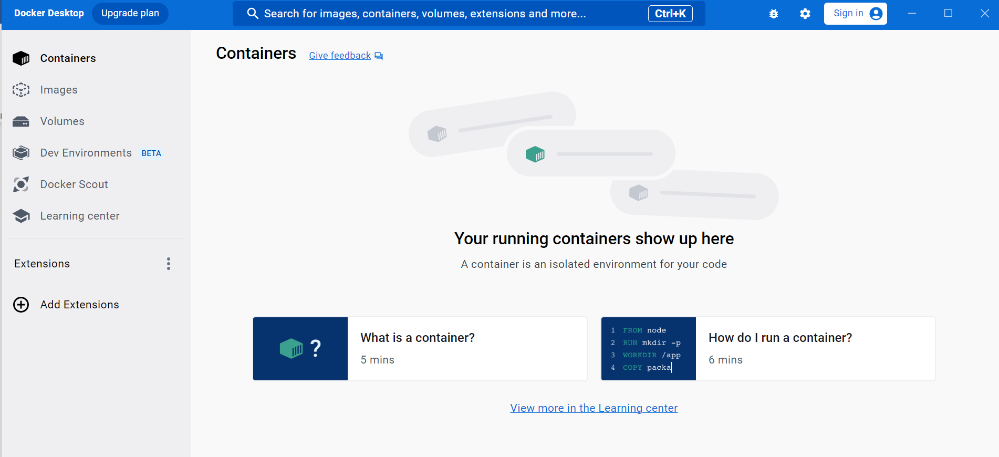 Docker Desktop
Upgrade plan
Search for images, containers, volumes, extensions and more...
Ctrl+K
Sign in
Containers
Images
Volumes
Dev Environments BETA
Docker Scout
Learning center
Extensions
Add Extensions
Containers
Give feedback
Your running containers show up here
A container is an isolated environment for your code
?
What is a container?
5 mins
1 FROM node
2 RUN mkdir -p
3 WORKDIR /app
4 COPY packa
How do I run a container?
6 mins
View more in the Learning center